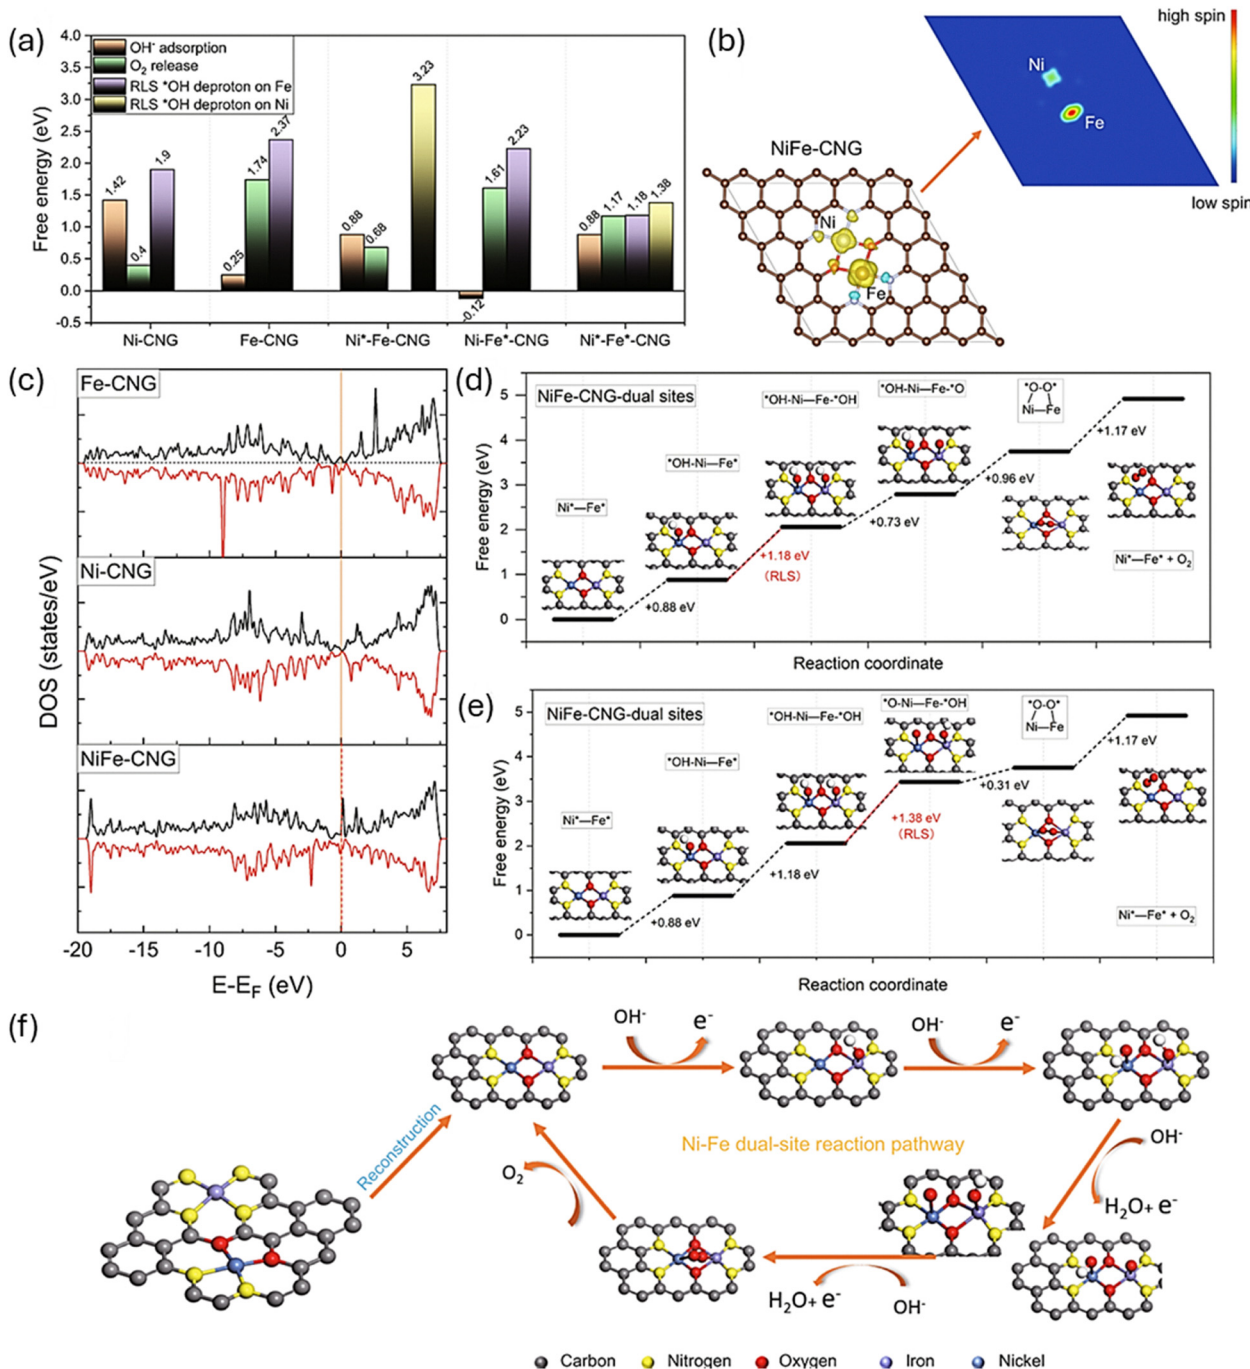 (a)
4.0
3.5
3.0
2.5
2.0
1.5
1.0
0.5
0.0
-0.5
Free energy (eV)
OH⁻ adsorption
O₂ release
RLS *OH deproton on Fe
RLS *OH deproton on Ni
1.42
0.4
1.9
0.25
1.74
2.37
0.88
0.68
3.23
-0.12
1.61
2.23
0.88
1.17
1.18
1.38
Ni-CNG
Fe-CNG
Ni*-Fe-CNG
Ni-Fe*-CNG
Ni*-Fe*-CNG
(b)
high spin
low spin
Ni
Fe
NiFe-CNG
Ni
Fe
(c)
Fe-CNG
Ni-CNG
NiFe-CNG
DOS (states/eV)
-20 -15 -10 -5 0 5
E-E_F (eV)
(d)
NiFe-CNG-dual sites
5
4
3
2
1
0
Free energy (eV)
Ni*—Fe*
*OH-Ni—Fe*
*OH-Ni—Fe-*OH
*OH-Ni—Fe-*O
*O-O*
Ni—Fe
Ni*—Fe* + O₂
+0.88 eV
+1.18 eV
(RLS)
+0.73 eV
+0.96 eV
+1.17 eV
Reaction coordinate
(e)
NiFe-CNG-dual sites
5
4
3
2
1
0
Free energy (eV)
Ni*—Fe*
*OH-Ni—Fe*
*OH-Ni—Fe-*OH
*O-Ni—Fe-*OH
*O-O*
Ni—Fe
Ni*—Fe* + O₂
+0.88 eV
+1.18 eV
+1.38 eV
(RLS)
+0.31 eV
+1.17 eV
Reaction coordinate
(f)
OH⁻
e⁻
OH⁻
e⁻
Reconstruction
Ni-Fe dual-site reaction pathway
OH⁻
H₂O+ e⁻
O₂
H₂O+ e⁻
OH⁻
Carbon
Nitrogen
Oxygen
Iron
Nickel